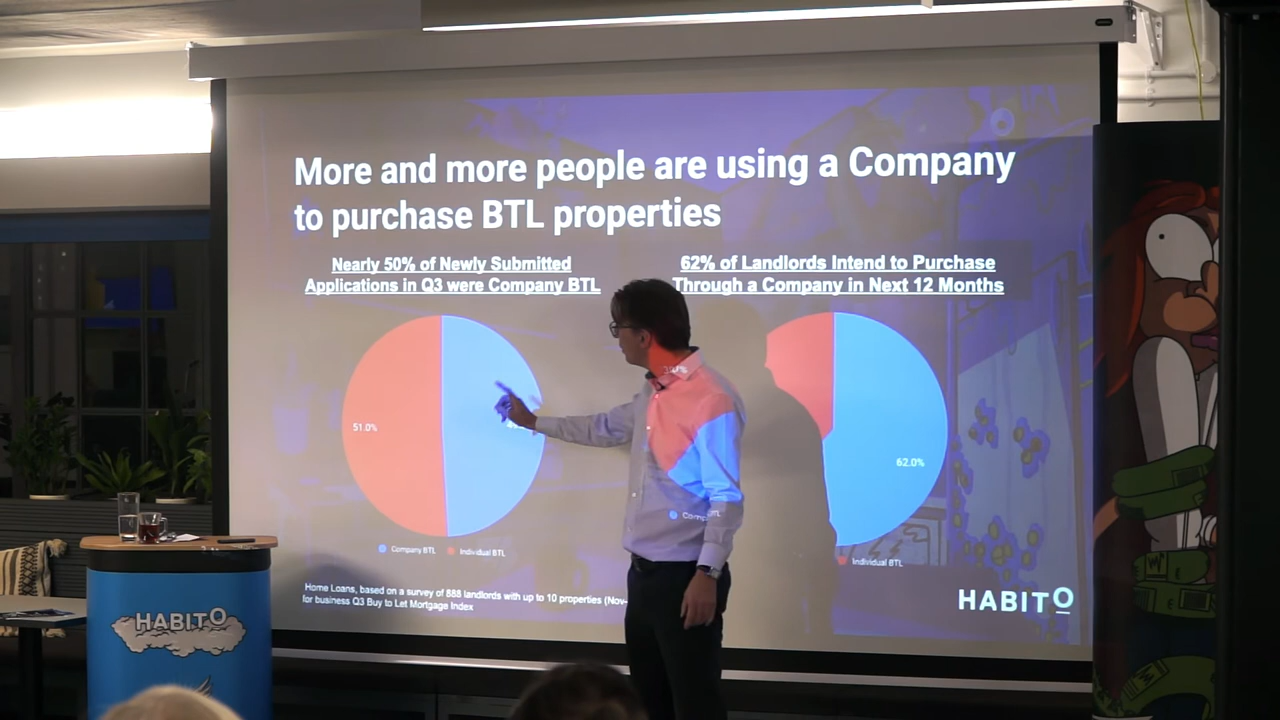 More and more people are using a Company
to purchase BTL properties
Nearly 50% of Newly Submitted
Applications in Q3 were Company BTL
62% of Landlords Intend to Purchase
Through a Company in Next 12 Months
51.0%
62.0%
Company BTL
Individual BTL
Individual BTL
Home Loans, based on a survey of 888 landlords with up to 10 properties (Nov-
for business Q3 Buy to Let Mortgage Index
HABITO
HABITO